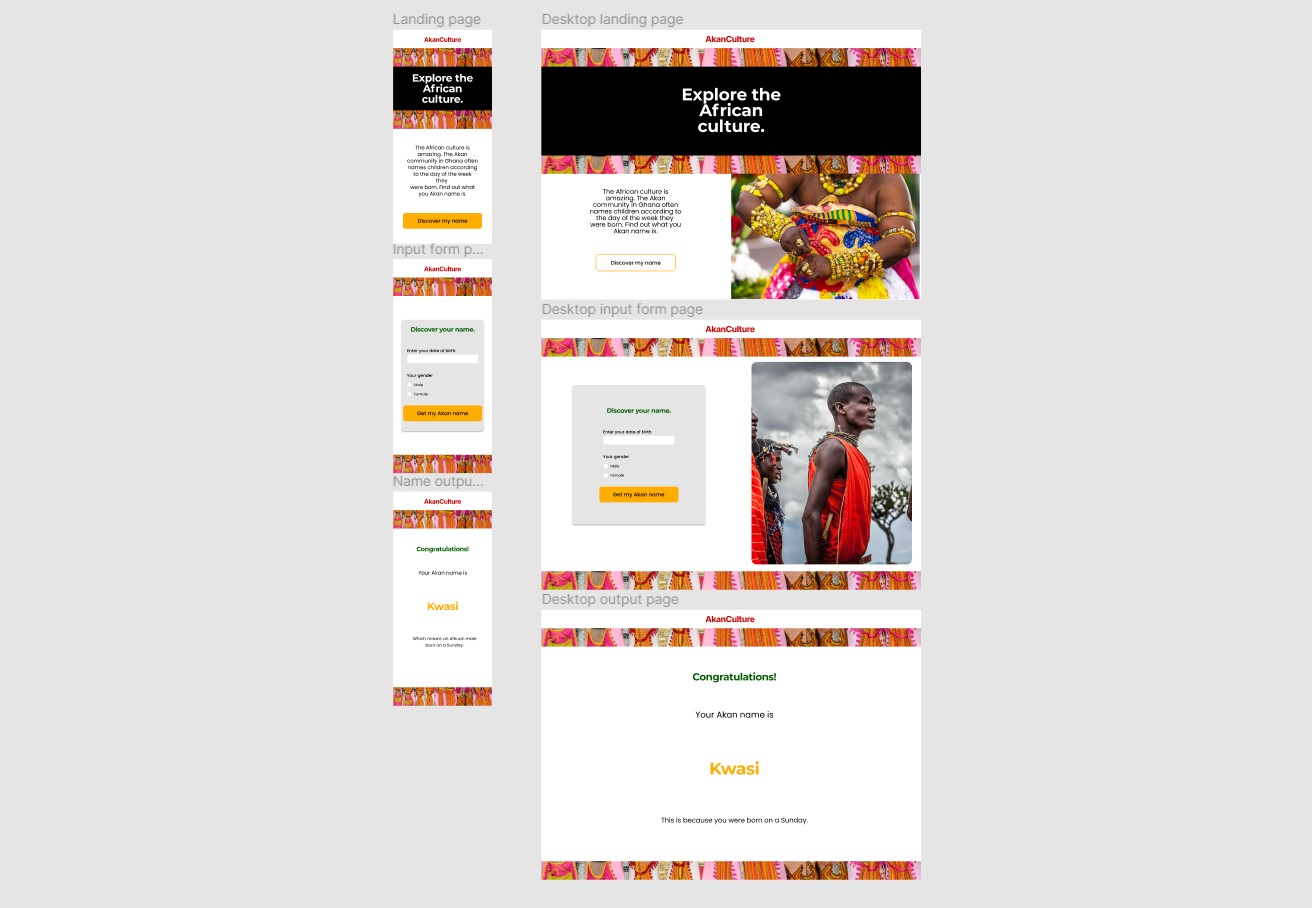 Landing page
AkanCulture
Explore the
African
culture.
The African culture is
amazing. The Akan
community in Ghana often
names children according
to the day of the week
they
were born. Find out what
you Akan name is.
Discover my name
Input form p...
AkanCulture
Discover your name.
Enter your date of birth
Your gender
Male
Female
Get my Akan name
Name outpu...
AkanCulture
Congratulations!
Your Akan name is
Kwasi
Which means an African male
born on a Sunday.
Desktop landing page
AkanCulture
Explore the
African
culture.
The African culture is
amazing. The Akan
community in Ghana often
names children according to
the day of the week they
were born. Find out what you
Akan name is.
Discover my name
Desktop input form page
AkanCulture
Discover your name.
Enter your date of birth
Your gender
Male
Female
Get my Akan name
Desktop output page
AkanCulture
Congratulations!
Your Akan name is
Kwasi
This is because you were born on a Sunday.